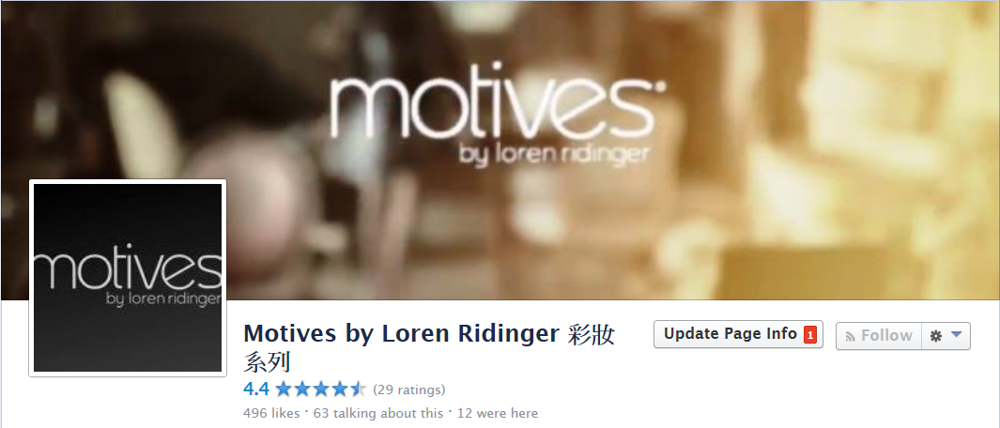 motives®
by loren ridinger
motives
by loren ridinger
Motives by Loren Ridinger 彩妝
系列
Update Page Info 1
Follow
4.4 (29 ratings)
496 likes · 63 talking about this · 12 were here